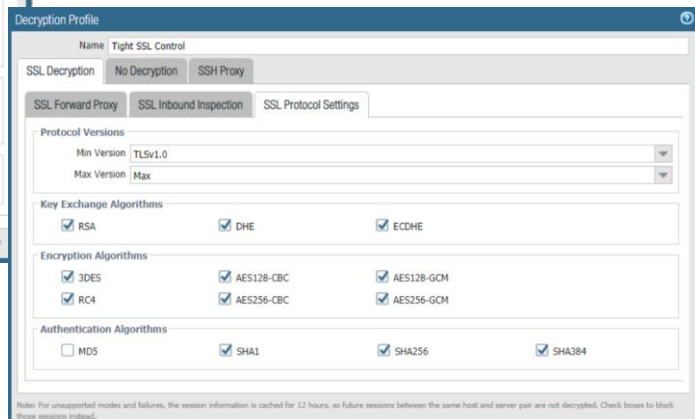 Decryption Profile
Name Tight SSL Control
SSL Decryption No Decryption SSH Proxy
SSL Forward Proxy SSL Inbound Inspection SSL Protocol Settings
Protocol Versions
Min Version TLSv1.0
Max Version Max
Key Exchange Algorithms
RSA DHE ECDHE
Encryption Algorithms
3DES AES128-CBC AES128-GCM
RC4 AES256-CBC AES256-GCM
Authentication Algorithms
MD5 SHA1 SHA256 SHA384
Note: For unsupported modes and failures, the session information is cached for 12 hours, so future sessions between the same host and server pair are not decrypted. Check boxes to block
those sessions instead.